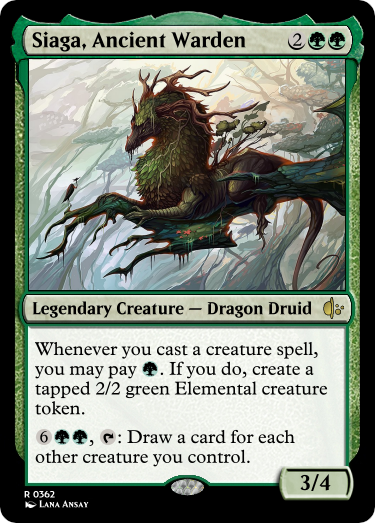 Siaga, Ancient Warden 2
Legendary Creature — Dragon Druid
Whenever you cast a creature spell,
you may pay . If you do, create a
tapped 2/2 green Elemental creature
token.
6 , : Draw a card for each
other creature you control.
3/4
R 0362
Lana Ansay